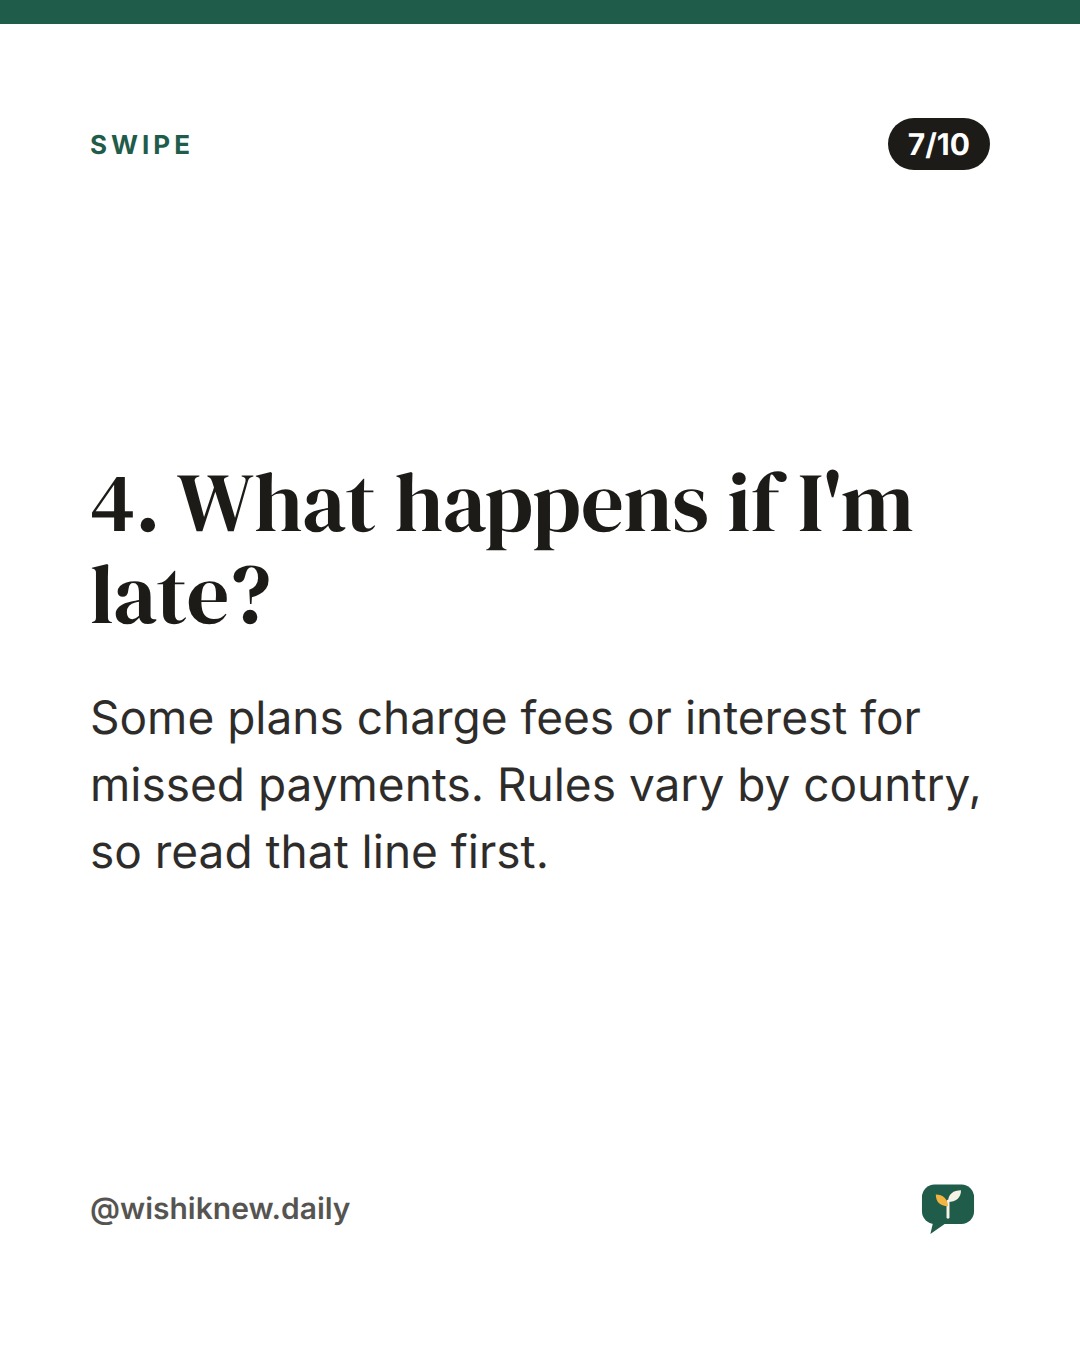 SWIPE
7/10
4. What happens if I'm
late?
Some plans charge fees or interest for
missed payments. Rules vary by country,
so read that line first.
@wishiknew.daily